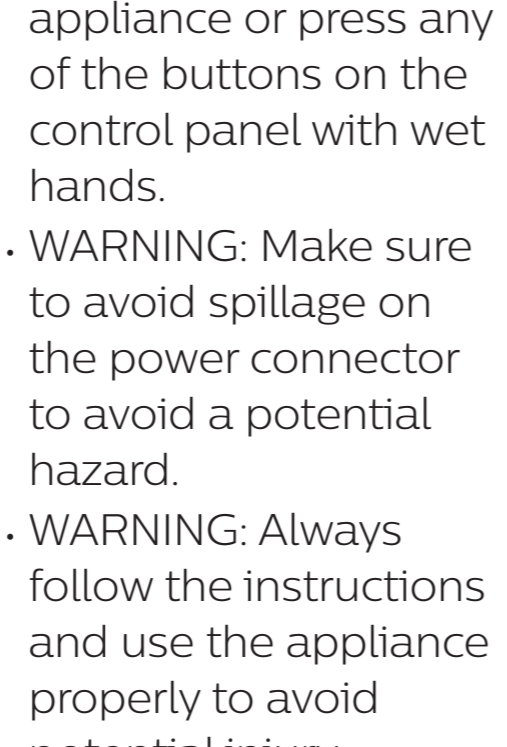 appliance or press any
of the buttons on the
control panel with wet
hands.
• WARNING: Make sure
to avoid spillage on
the power connector
to avoid a potential
hazard.
• WARNING: Always
follow the instructions
and use the appliance
properly to avoid
potential injury.